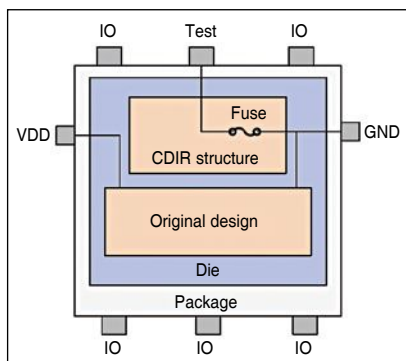 IO Test IO
Fuse
VDD GND
CDIR structure
Original design
Die
Package
IO IO IO